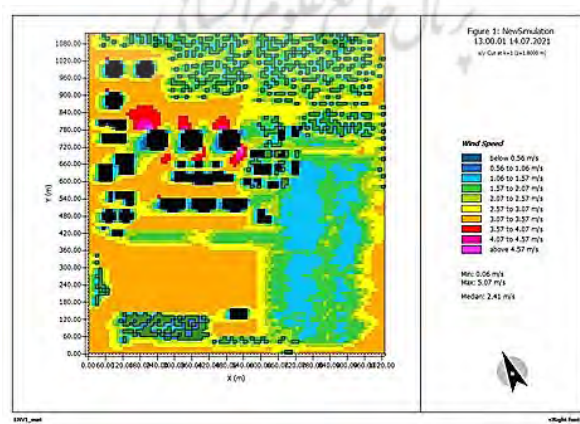 Figure 1: NewSimulation
13.00.01 14.07.2021
x/y Cut at k=1 (z=1.8000 m)
1080.00
1020.00
960.00
900.00
840.00
780.00
720.00
660.00
600.00
540.00
480.00
420.00
360.00
300.00
240.00
180.00
120.00
60.00
0.00
Y (m)
X (m)
Wind Speed
Below 0.56 m/s
0.56 to 1.06 m/s
1.06 to 1.57 m/s
1.57 to 2.07 m/s
2.07 to 2.57 m/s
2.57 to 3.07 m/s
3.07 to 3.57 m/s
3.57 to 4.07 m/s
4.07 to 4.57 m/s
above 4.57 m/s
Min: 0.06 m/s
Max: 5.07 m/s
Median: 2.41 m/s